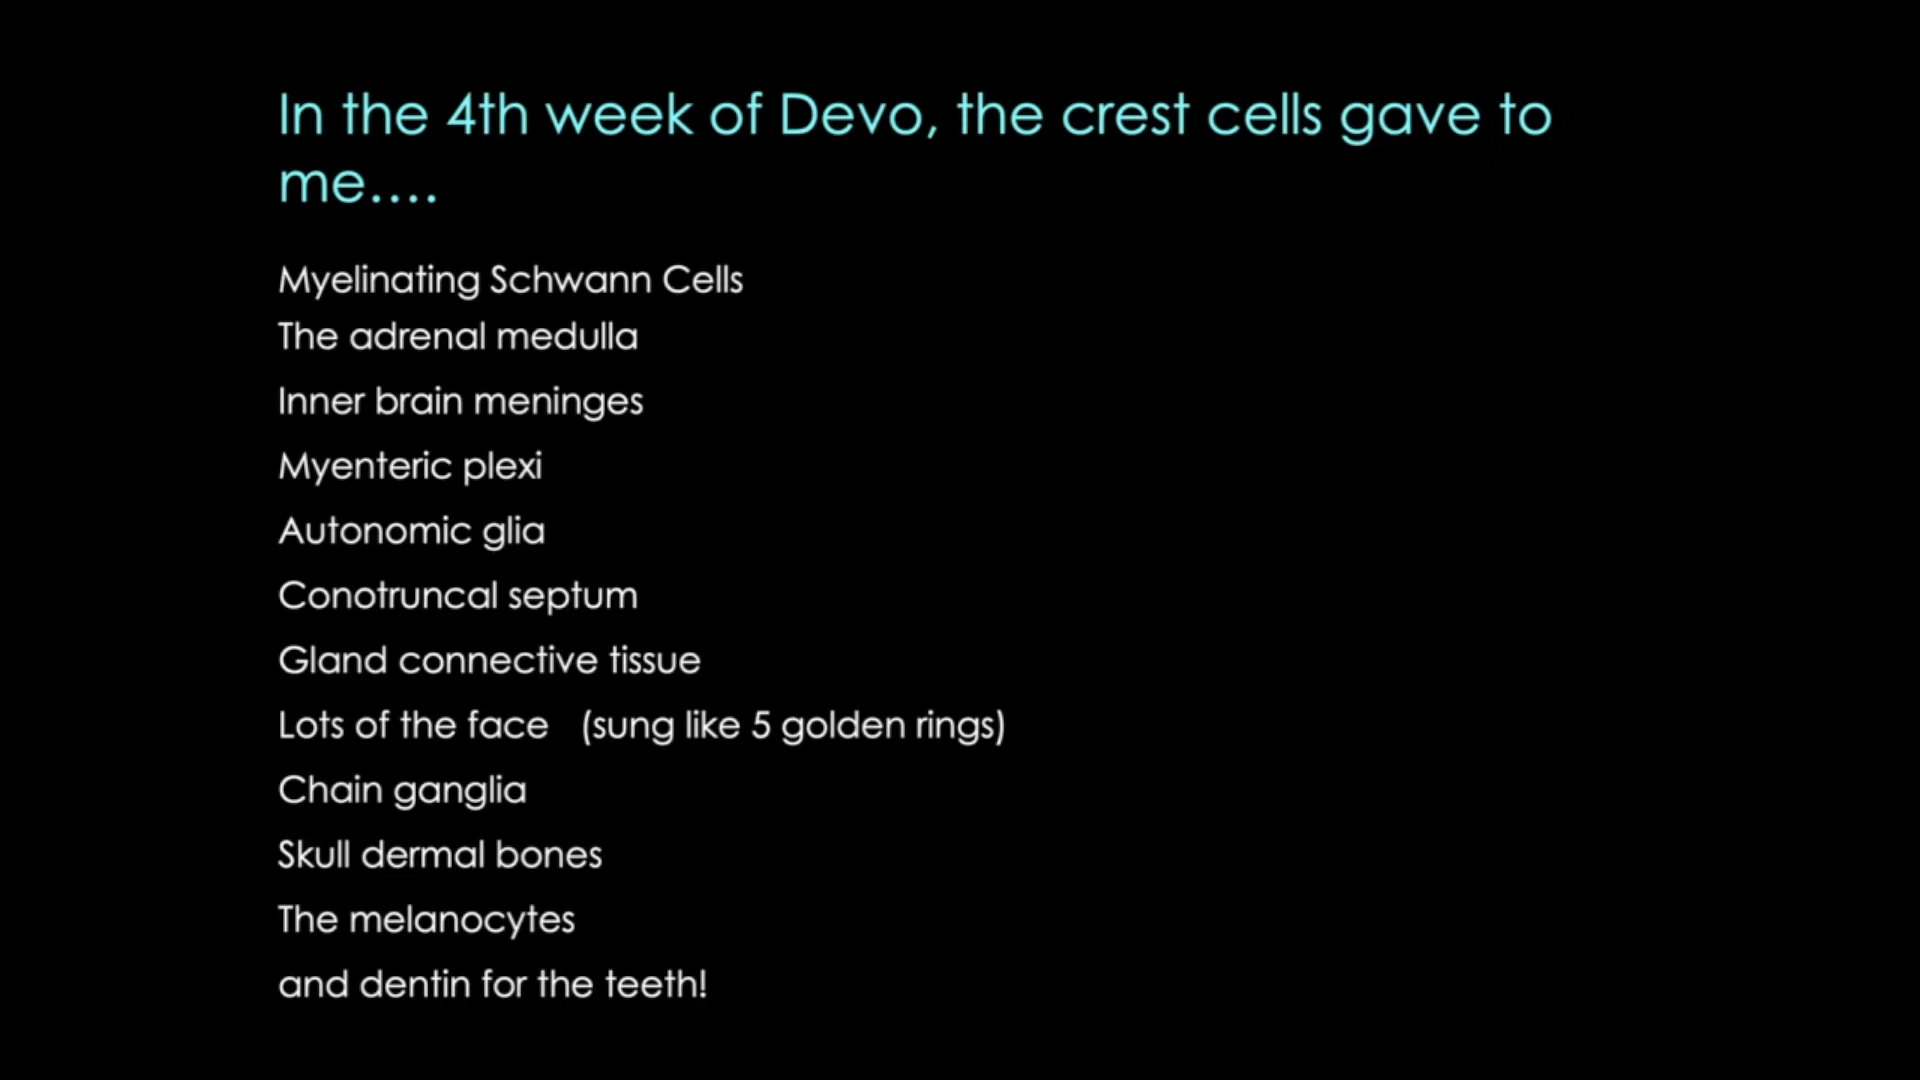 In the 4th week of Devo, the crest cells gave to
me....
Myelinating Schwann Cells
The adrenal medulla
Inner brain meninges
Myenteric plexi
Autonomic glia
Conotruncal septum
Gland connective tissue
Lots of the face (sung like 5 golden rings)
Chain ganglia
Skull dermal bones
The melanocytes
and dentin for the teeth!